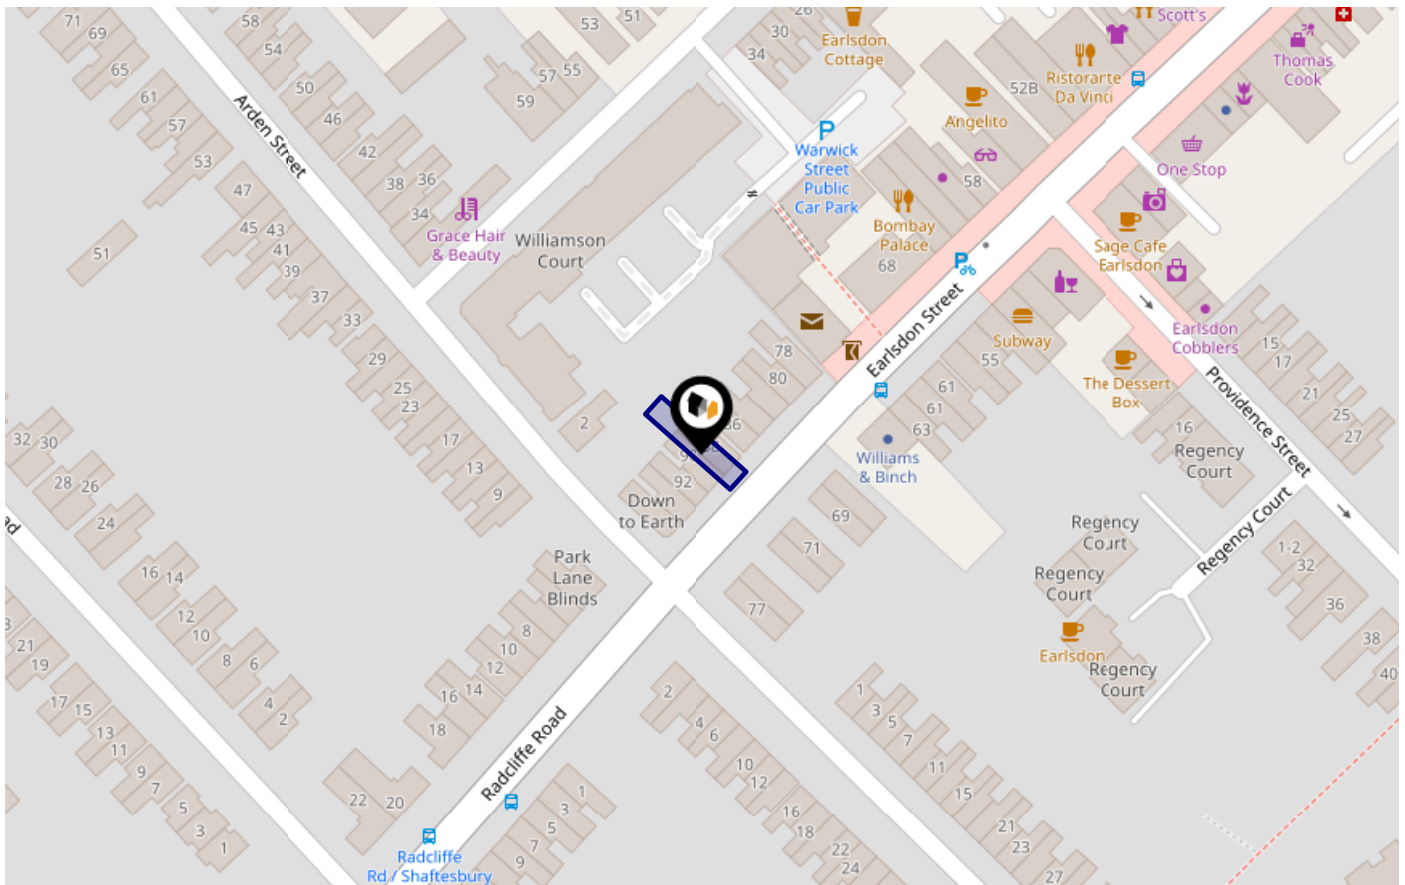 71
69
65
61
57
53
58
54
50
46
42
38
36
34
53
51
57
55
59
26
30
34
Arden Street
47
45
43
41
39
37
33
29
25
23
17
13
9
51
Grace Hair
& Beauty
Williamson
Court
Earlsdon
Cottage
P
Warwick
Street
Public
Car Park
Angelito
52B
Ristorante
Da Vinci
Scott's
Thomas
Cook
One Stop
58
Bombay
Palace
68
P
Sage Cafe
Earlsdon
Earlsdon
Cobblers
Earlsdon Street
Subway
The Dessert
Box
78
80
2
92
Down
to Earth
55
61
61
63
Williams
& Binch
69
71
77
15
17
21
25
27
Providence Street
16
Regency
Court
Regency
Court
Regency
Court
Regency Court
Earlsdon
Regency
Court
1-2
32
36
38
40
32
30
28
26
24
16
14
12
10
8
6
4
2
ad
21
19
17
15
13
11
9
7
5
3
1
Park
Lane
Blinds
8
10
12
14
16
18
22
20
Radcliffe Road
Radcliffe
Rd / Shaftesbury
1
3
5
7
9
2
4
6
10
12
16
18
22
24
1
3
5
7
11
15
21
23
27